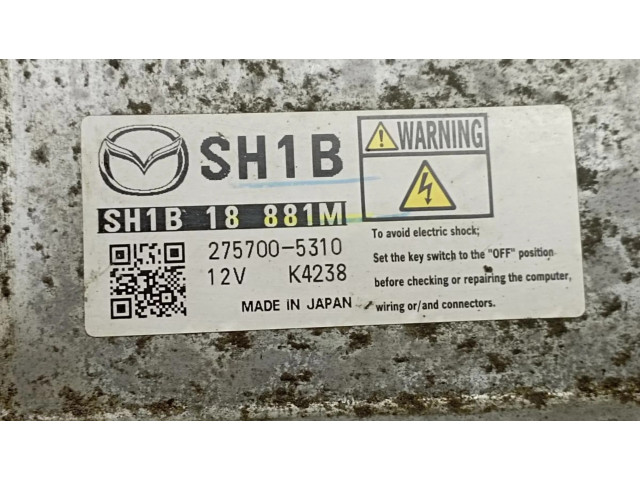 SH1B
SH1B 18 881M
275700-5310
12V K4238
MADE IN JAPAN
WARNING
To avoid electric shock;
Set the key switch to the "OFF" position
before checking or repairing the computer,
wiring or/and connectors.